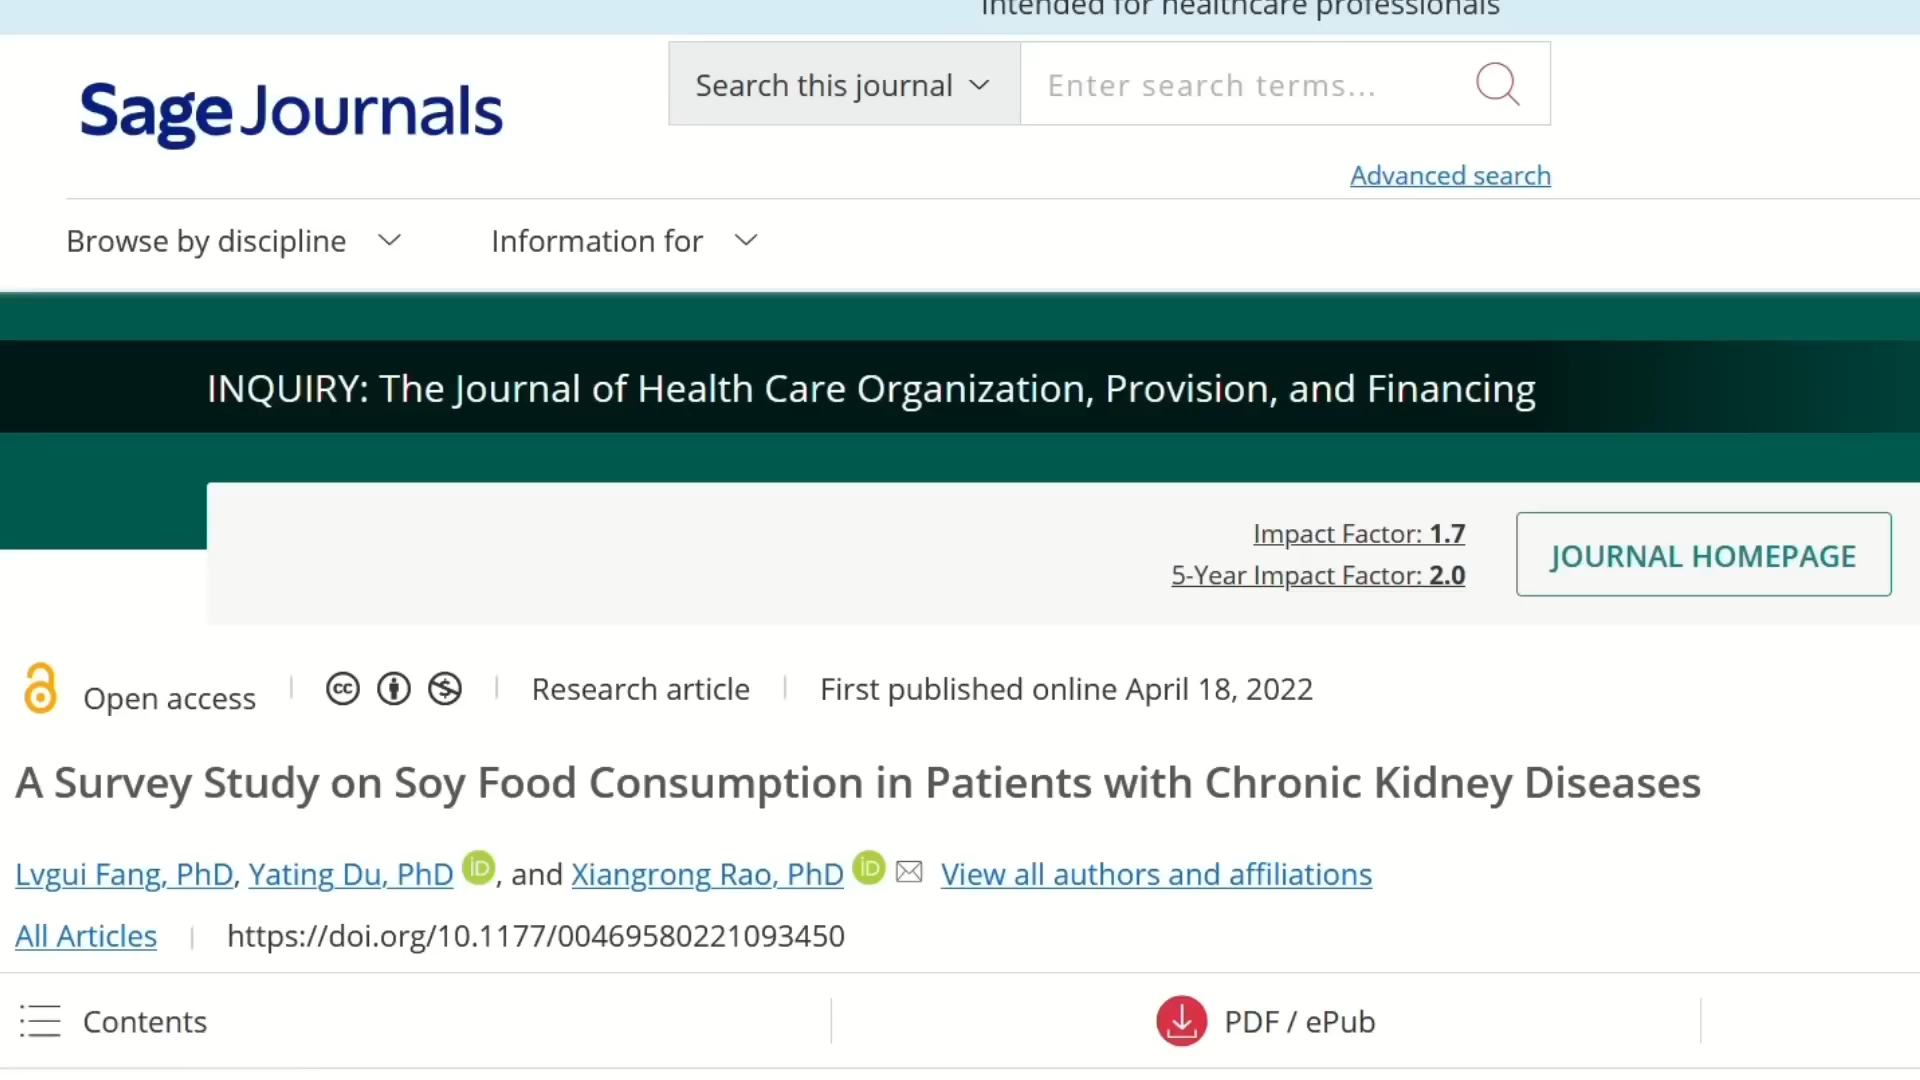 Intended for healthcare professionals
Sage Journals
Search this journal
Enter search terms...
Advanced search
Browse by discipline
Information for
INQUIRY: The Journal of Health Care Organization, Provision, and Financing
Impact Factor: 1.7
5-Year Impact Factor: 2.0
JOURNAL HOMEPAGE
Open access
cc
Research article
First published online April 18, 2022
A Survey Study on Soy Food Consumption in Patients with Chronic Kidney Diseases
Lvgui Fang, PhD, Yating Du, PhD iD, and Xiangrong Rao, PhD iD View all authors and affiliations
All Articles
https://doi.org/10.1177/00469580221093450
Contents
PDF / ePub